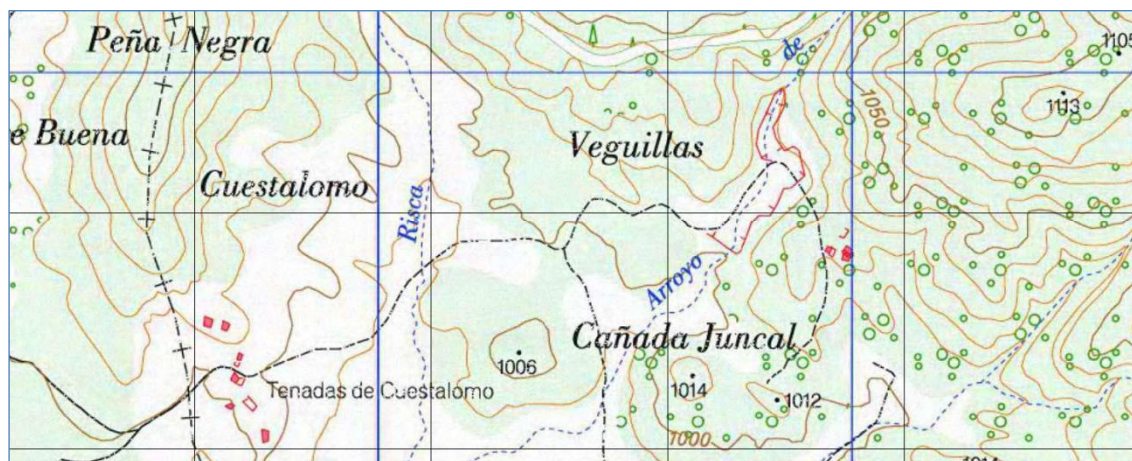 Peña Negra
de
1105
1050
1113
e Buena
Veguillas
Cuestalomo
Risca
Arroyo
Cañada Juncal
1006
1014
Tenadas de Cuestalomo
1012
1000